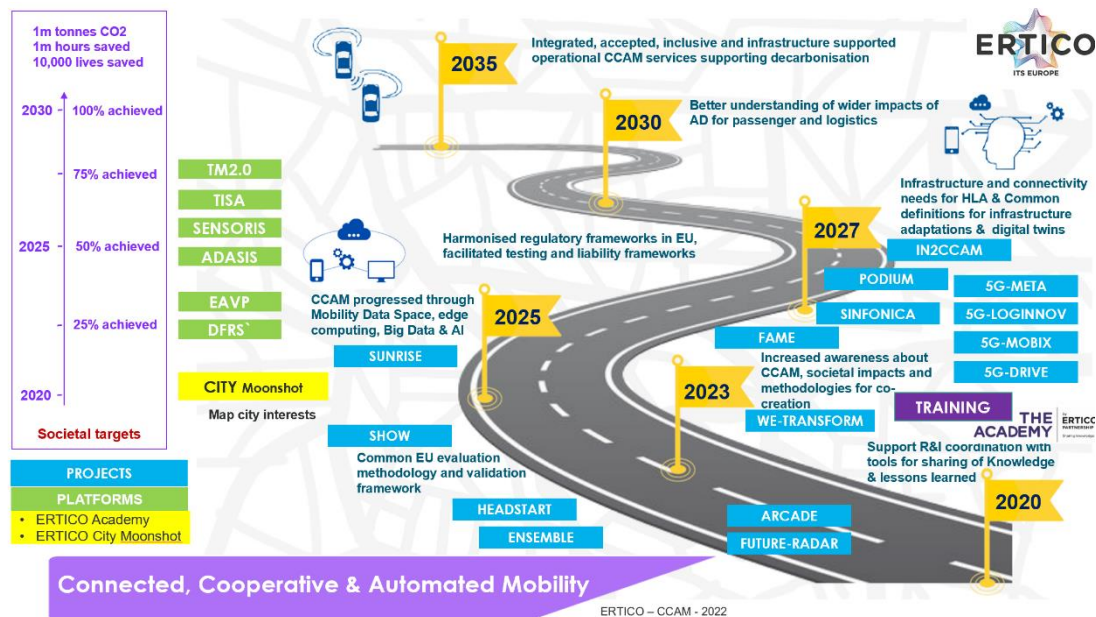 1m tonnes CO2
1m hours saved
10,000 lives saved
2030
100% achieved
75% achieved
2025
50% achieved
25% achieved
2020
Societal targets
PROJECTS
PLATFORMS
• ERTICO Academy
• ERTICO City Moonshot
TM2.0
TISA
SENSORIS
ADASIS
EAVP
DFRS`
CITY Moonshot
Map city interests
2035
Integrated, accepted, inclusive and infrastructure supported
operational CCAM services supporting decarbonisation
ERTICO
ITS EUROPE
2030
Better understanding of wider impacts of
AD for passenger and logistics
Infrastructure and connectivity
needs for HLA & Common
definitions for infrastructure
adaptations & digital twins
2027
Harmonised regulatory frameworks in EU,
facilitated testing and liability frameworks
IN2CCAM
PODIUM
SINFONICA
FAME
5G-META
5G-LOGINNOV
5G-MOBIX
5G-DRIVE
CCAM progressed through
Mobility Data Space, edge
computing, Big Data & AI
2025
SUNRISE
Increased awareness about
CCAM, societal impacts and
methodologies for co-
creation
2023
WE-TRANSFORM
TRAINING
THE
ACADEMY
ERTICO
PARTNERSHIP
SHOW
Common EU evaluation
methodology and validation
framework
Support R&I coordination with
tools for sharing of Knowledge
& lessons learned
2020
HEADSTART
ENSEMBLE
ARCADE
FUTURE-RADAR
Connected, Cooperative & Automated Mobility
ERTICO – CCAM - 2022